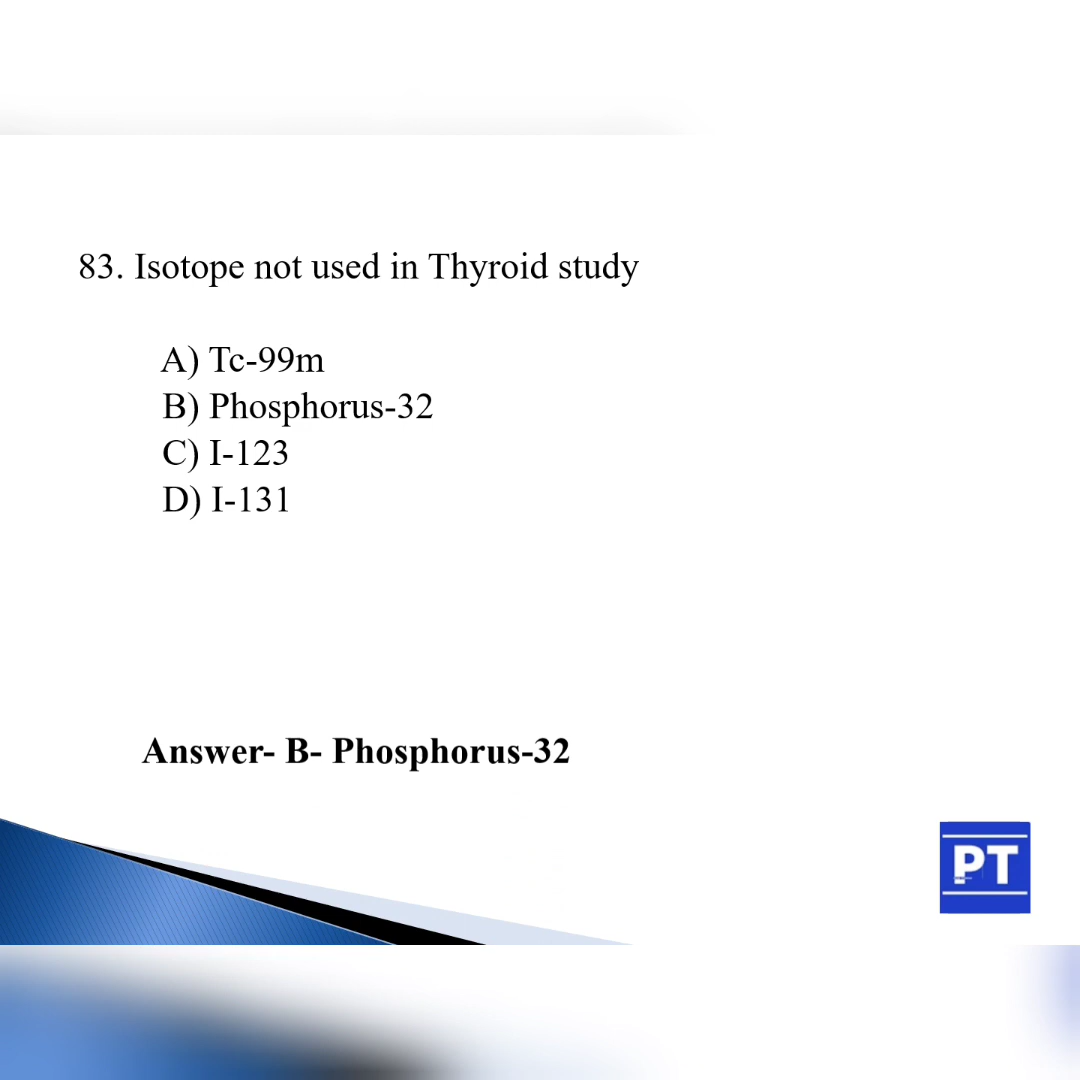 83. Isotope not used in Thyroid study
A) Tc-99m
B) Phosphorus-32
C) I-123
D) I-131
Answer- B- Phosphorus-32
PT